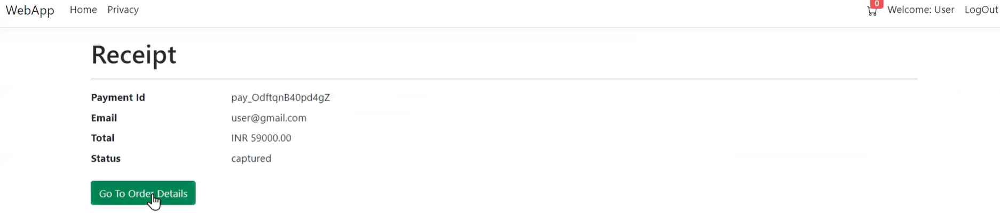 WebApp Home Privacy 0 Welcome: User LogOut
Receipt
Payment Id pay_OdftqnB40pd4gZ
Email user@gmail.com
Total INR 59000.00
Status captured
Go To Order Details